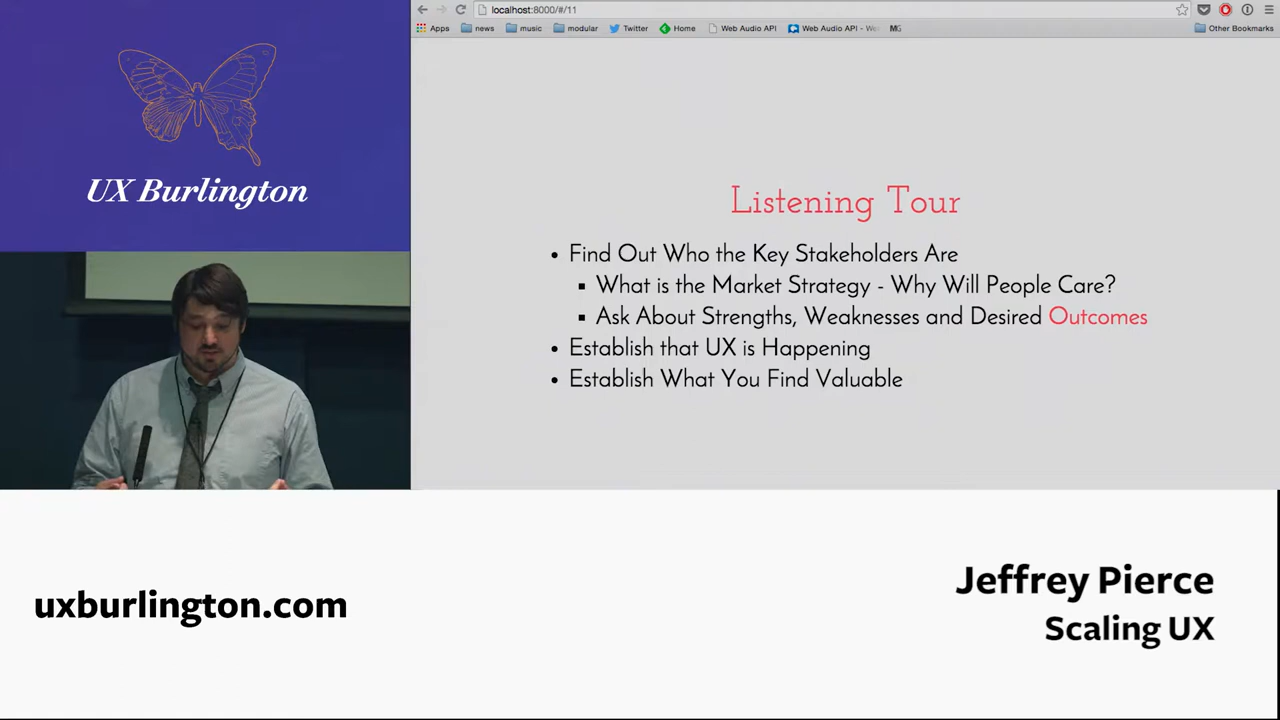 localhost:8000/#/11
Apps news music modular Twitter Home Web Audio API Web Audio API - We MG Other Bookmarks
UX Burlington
Listening Tour
• Find Out Who the Key Stakeholders Are
▪ What is the Market Strategy - Why Will People Care?
▪ Ask About Strengths, Weaknesses and Desired Outcomes
• Establish that UX is Happening
• Establish What You Find Valuable
uxburlington.com
Jeffrey Pierce
Scaling UX